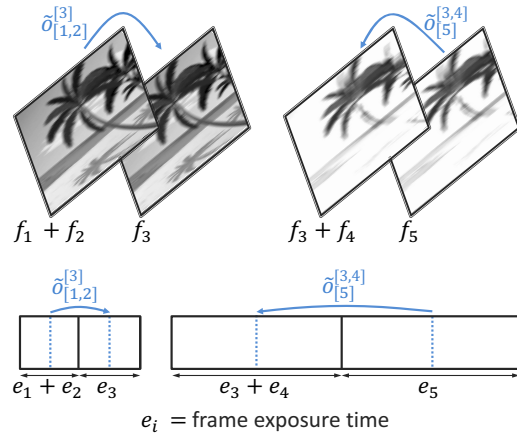 õ[1,2]^[3] õ[5]^[3,4]
f1 + f2 f3 f3 + f4 f5
õ[1,2]^[3] õ[5]^[3,4]
e1 + e2 e3 e3 + e4 e5
ei = frame exposure time